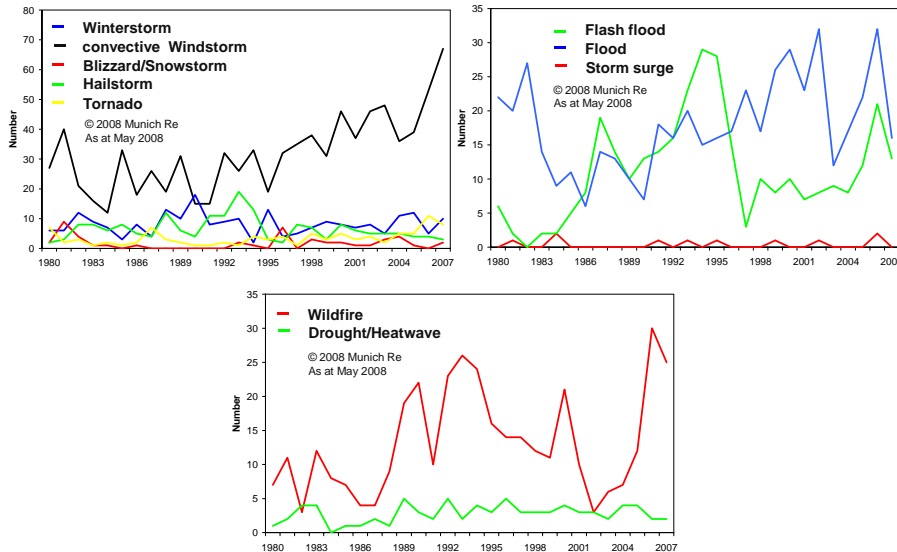 80
70
60
50
40
30
20
10
0
Number
Winterstorm
convective Windstorm
Blizzard/Snowstorm
Hailstorm
Tornado
© 2008 Munich Re
As at May 2008
1980 1983 1986 1989 1992 1995 1998 2001 2004 2007
35
30
25
20
15
10
5
0
Number
Flash flood
Flood
Storm surge
© 2008 Munich Re
As at May 2008
1980 1983 1986 1989 1992 1995 1998 2001 2004 200
35
30
25
20
15
10
5
0
Number
Wildfire
Drought/Heatwave
© 2008 Munich Re
As at May 2008
1980 1983 1986 1989 1992 1995 1998 2001 2004 2007